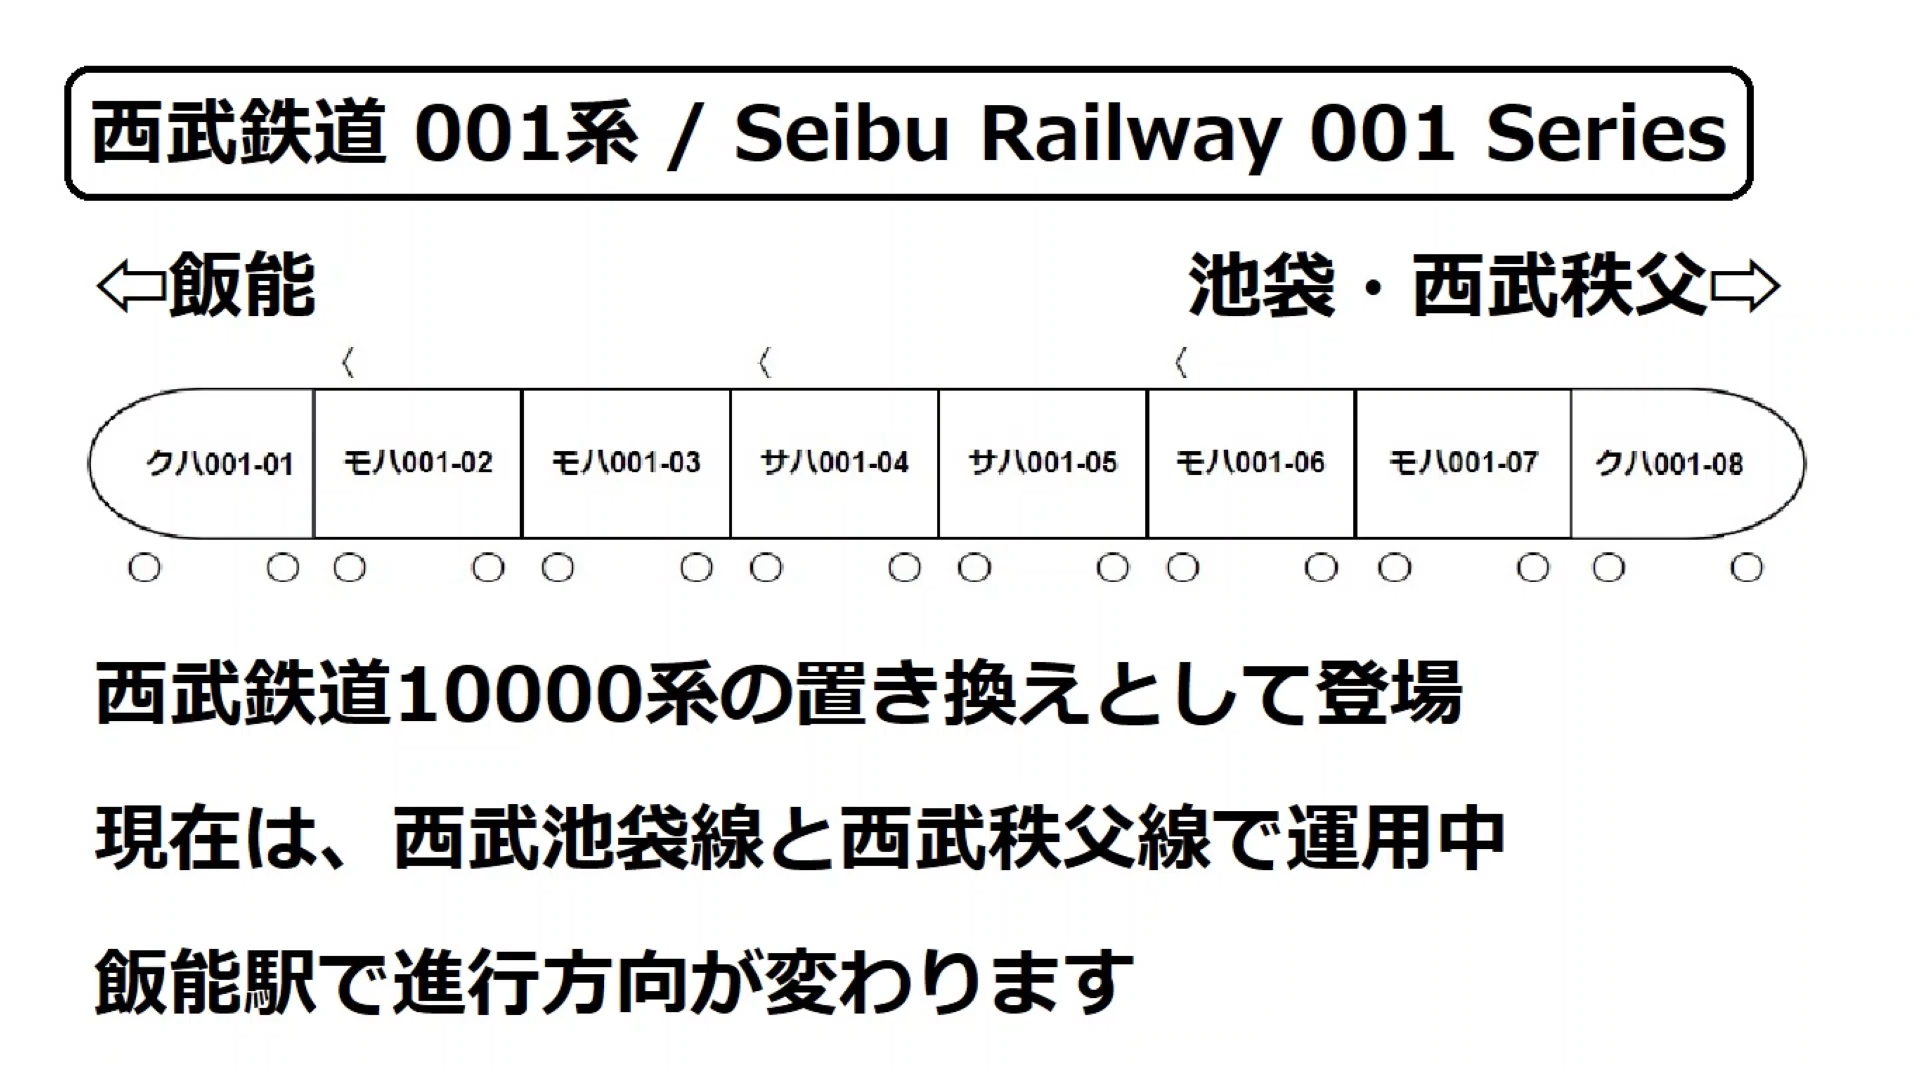 西武鉄道 001系 / Seibu Railway 001 Series
⇦飯能 池袋・西武秩父⇨
クハ001-01 モハ001-02 モハ001-03 サハ001-04 サハ001-05 モハ001-06 モハ001-07 クハ001-08
西武鉄道10000系の置き換えとして登場
現在は、西武池袋線と西武秩父線で運用中
飯能駅で進行方向が変わります